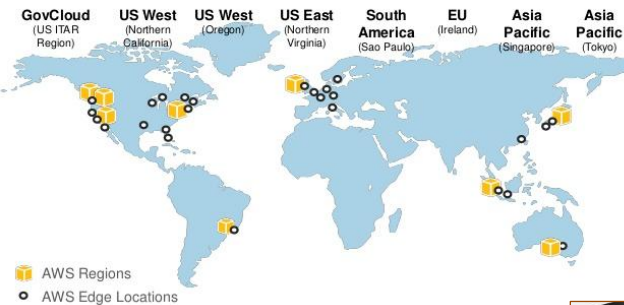 GovCloud
(US ITAR
Region)
US West
(Northern
California)
US West
(Oregon)
US East
(Northern
Virginia)
South
America
(Sao Paulo)
EU
(Ireland)
Asia
Pacific
(Singapore)
Asia
Pacific
(Tokyo)
AWS Regions
AWS Edge Locations